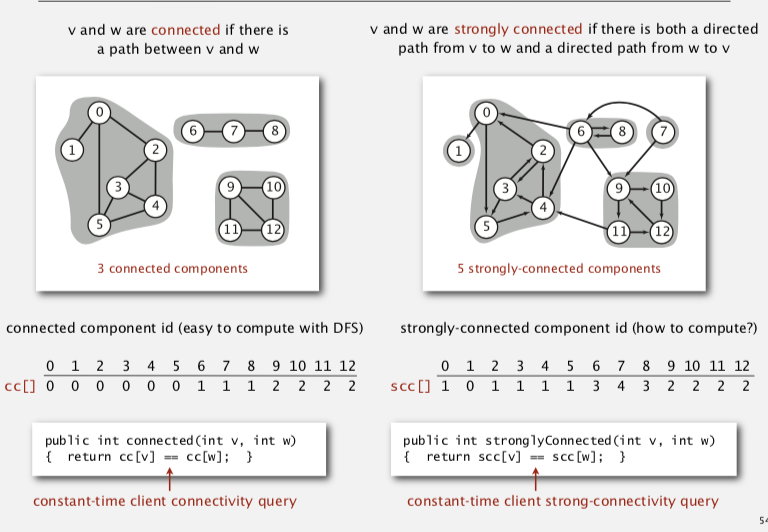 v and w are connected if there is
a path between v and w
0
1
2
3
4
5
6 7 8
9 10
11 12
3 connected components
connected component id (easy to compute with DFS)
0 1 2 3 4 5 6 7 8 9 10 11 12
cc[] 0 0 0 0 0 0 1 1 1 2 2 2 2
public int connected(int v, int w)
{ return cc[v] == cc[w]; }
constant-time client connectivity query
v and w are strongly connected if there is both a directed
path from v to w and a directed path from w to v
0
1
2
3
4
5
6 8 7
9 10
11 12
5 strongly-connected components
strongly-connected component id (how to compute?)
0 1 2 3 4 5 6 7 8 9 10 11 12
scc[] 1 0 1 1 1 1 3 4 3 2 2 2 2
public int stronglyConnected(int v, int w)
{ return scc[v] == scc[w]; }
constant-time client strong-connectivity query